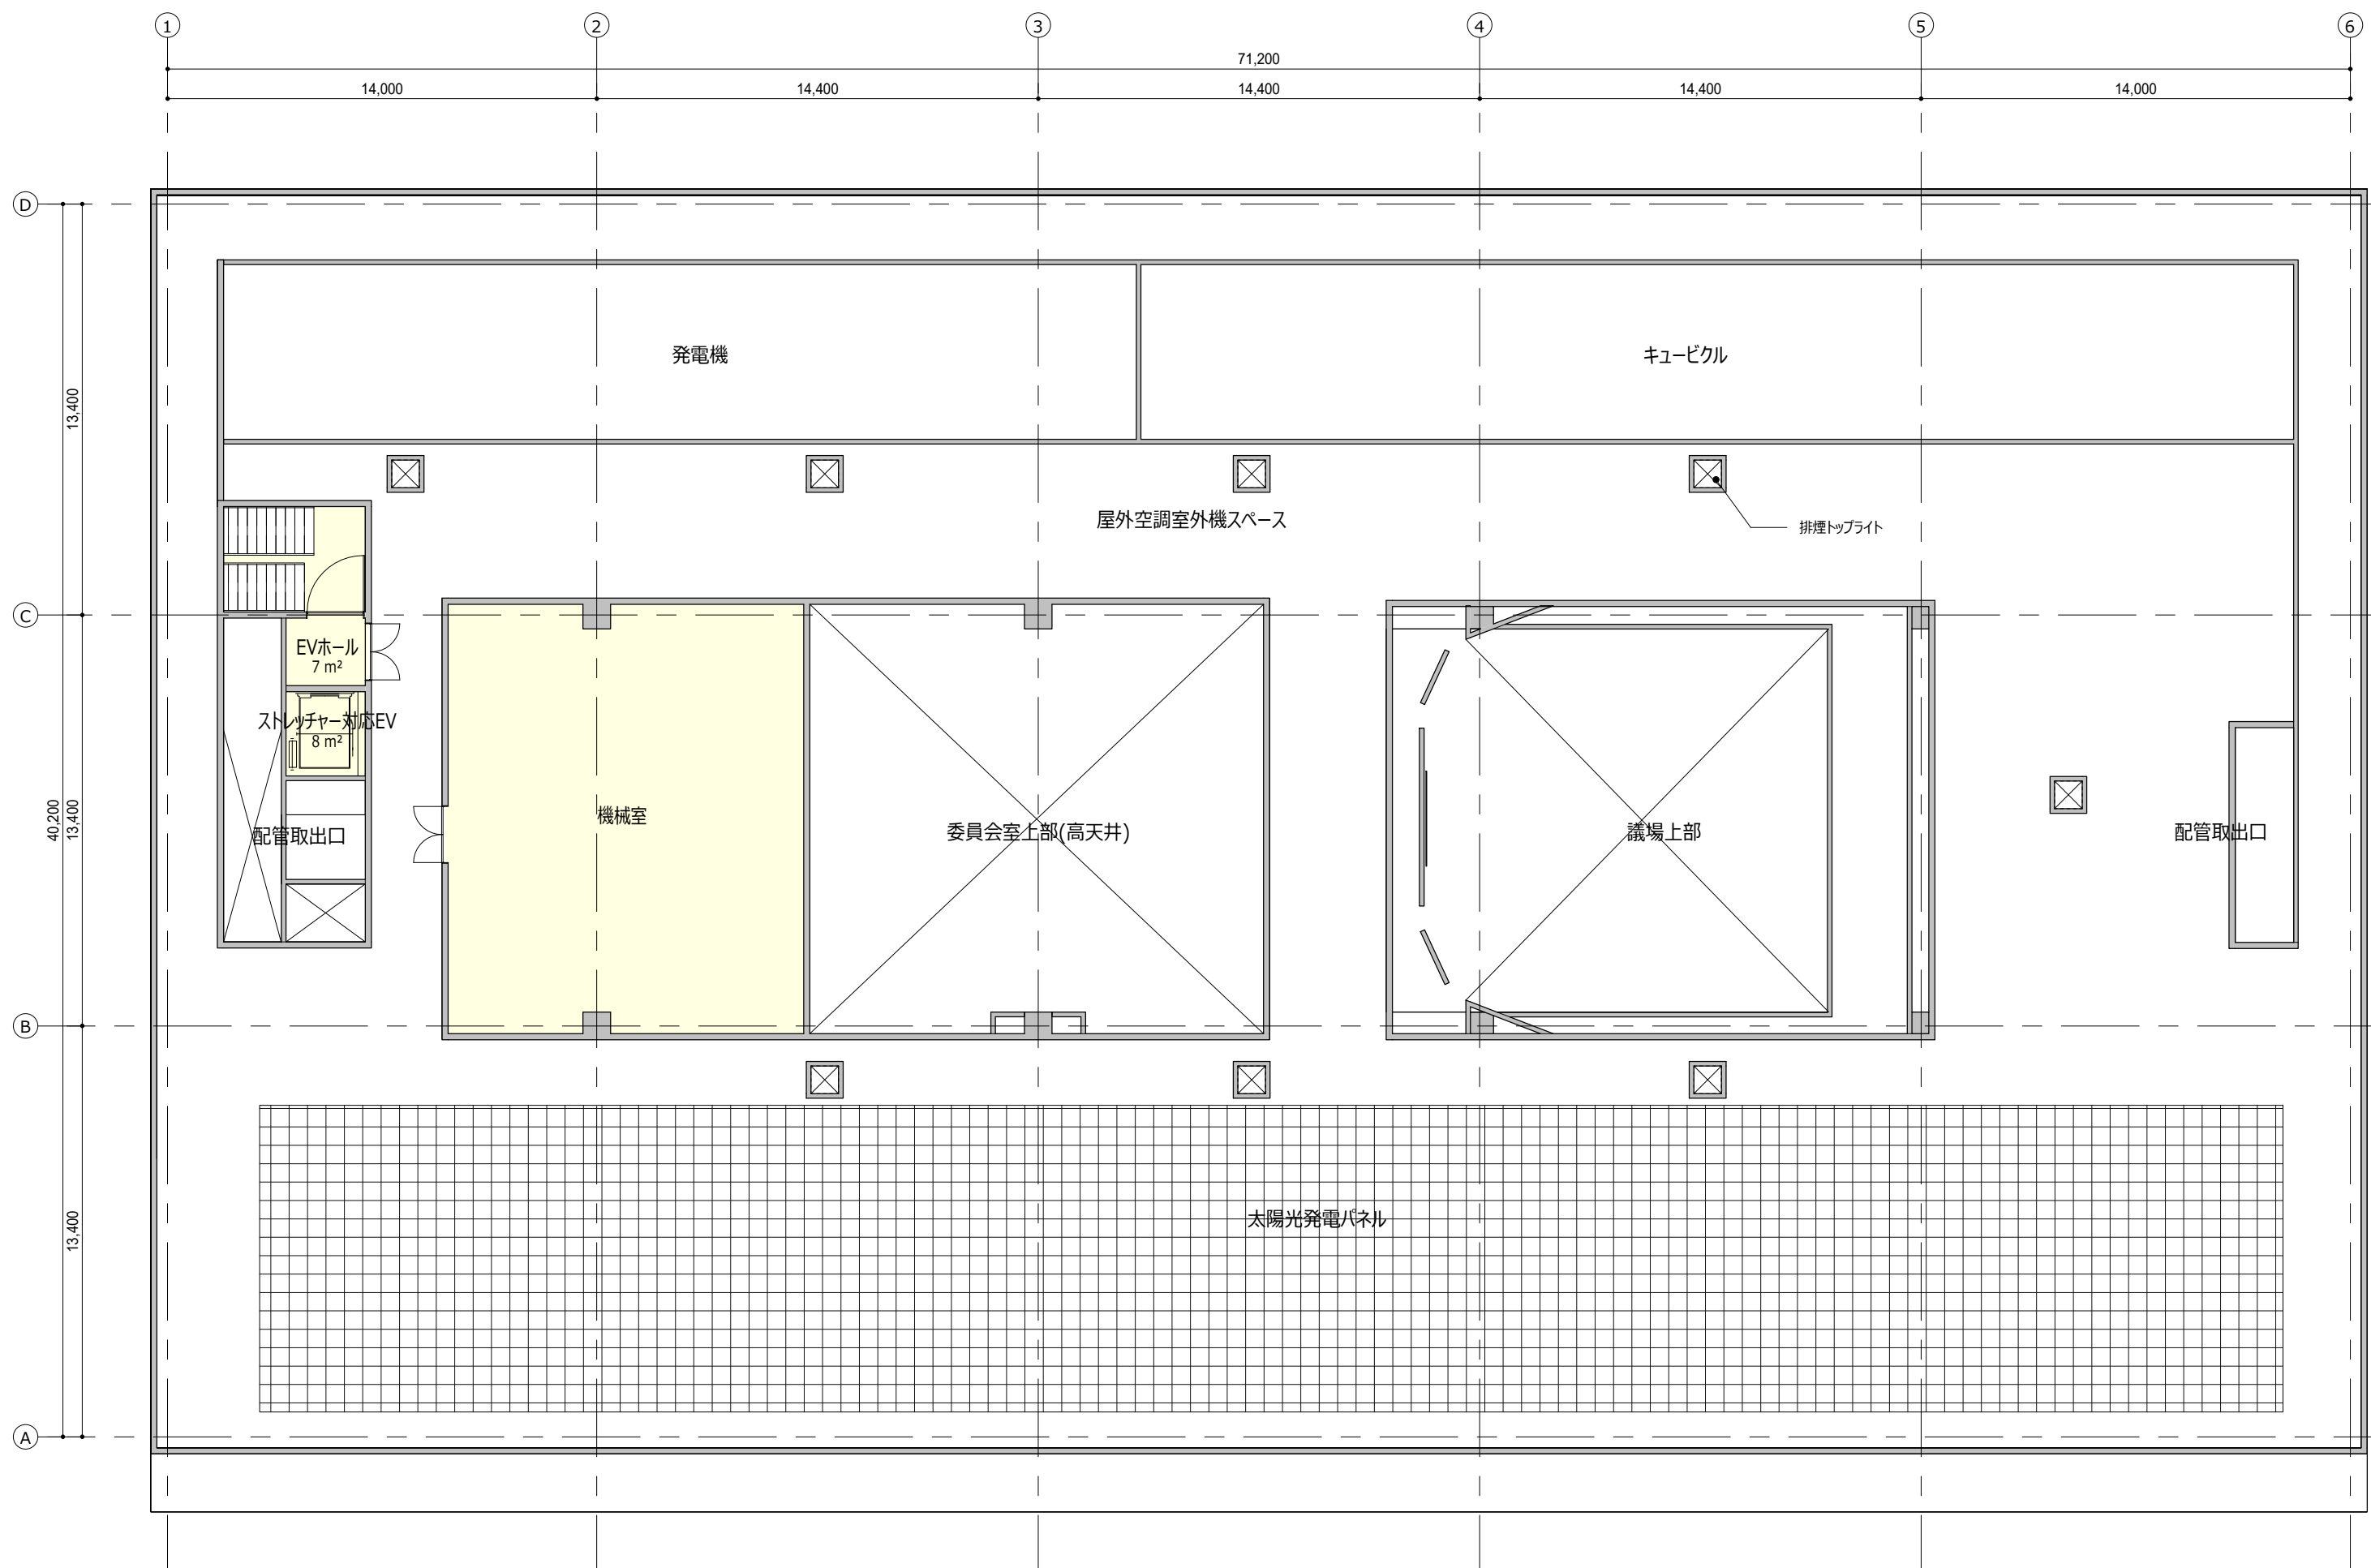 1
2
3
4
5
6
71,200
14,000
14,400
14,400
14,400
14,000
D
C
B
A
40,200
13,400
13,400
13,400
発電機
キュービクル
屋外空調室外機スペース
排煙トップライト
EVホール
7 m²
ストレッチャー対応EV
8 m²
配管取出口
機械室
委員会室上部(高天井)
議場上部
配管取出口
太陽光発電パネル